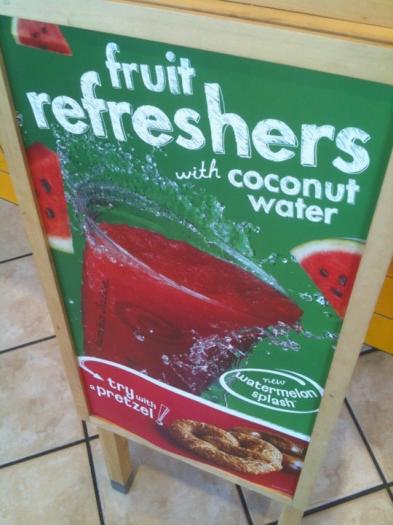 fruit
refreshers
with coconut
water
new
watermelon
splash
try with
a pretzel!